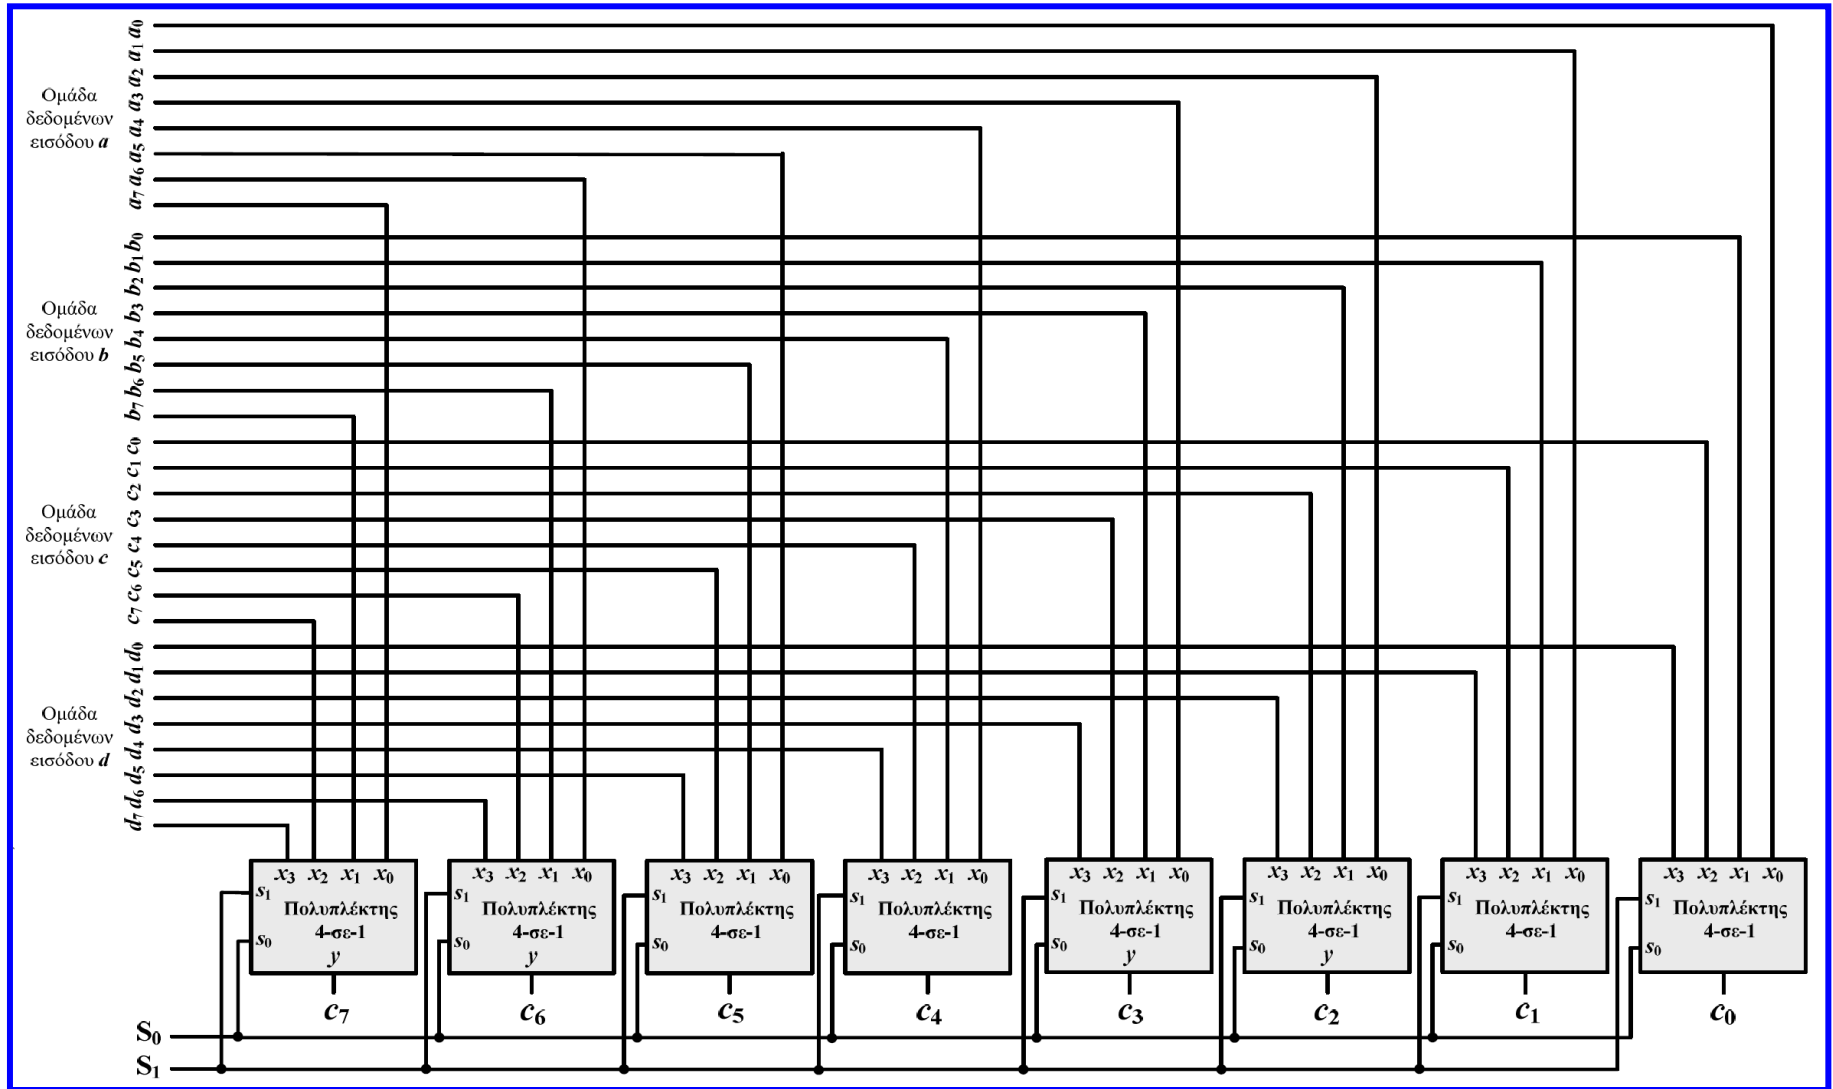 a₀
a₁
a₂
a₃
a₄
a₅
a₆
a₇
Ομάδα
δεδομένων
εισόδου a
b₀
b₁
b₂
b₃
b₄
b₅
b₆
b₇
Ομάδα
δεδομένων
εισόδου b
c₀
c₁
c₂
c₃
c₄
c₅
c₆
c₇
Ομάδα
δεδομένων
εισόδου c
d₀
d₁
d₂
d₃
d₄
d₅
d₆
d₇
Ομάδα
δεδομένων
εισόδου d
x₃ x₂ x₁ x₀
s₁
Πολυπλέκτης
4-σε-1
s₀
y
c₇
x₃ x₂ x₁ x₀
s₁
Πολυπλέκτης
4-σε-1
s₀
y
c₆
x₃ x₂ x₁ x₀
s₁
Πολυπλέκτης
4-σε-1
s₀
c₅
x₃ x₂ x₁ x₀
s₁
Πολυπλέκτης
4-σε-1
s₀
c₄
x₃ x₂ x₁ x₀
s₁
Πολυπλέκτης
4-σε-1
s₀
y
c₃
x₃ x₂ x₁ x₀
s₁
Πολυπλέκτης
4-σε-1
s₀
y
c₂
x₃ x₂ x₁ x₀
s₁
Πολυπλέκτης
4-σε-1
s₀
c₁
x₃ x₂ x₁ x₀
s₁
Πολυπλέκτης
4-σε-1
s₀
c₀
S₀
S₁